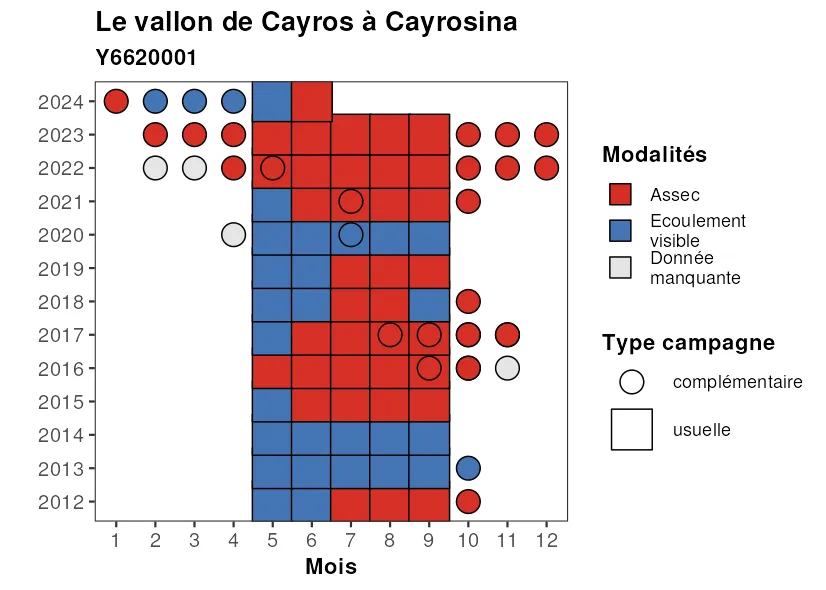 Le vallon de Cayros à Cayrosina
Y6620001
2024
2023
2022
2021
2020
2019
2018
2017
2016
2015
2014
2013
2012
1 2 3 4 5 6 7 8 9 10 11 12
Mois
Modalités
Assec
Ecoulement
visible
Donnée
manquante
Type campagne
complémentaire
usuelle